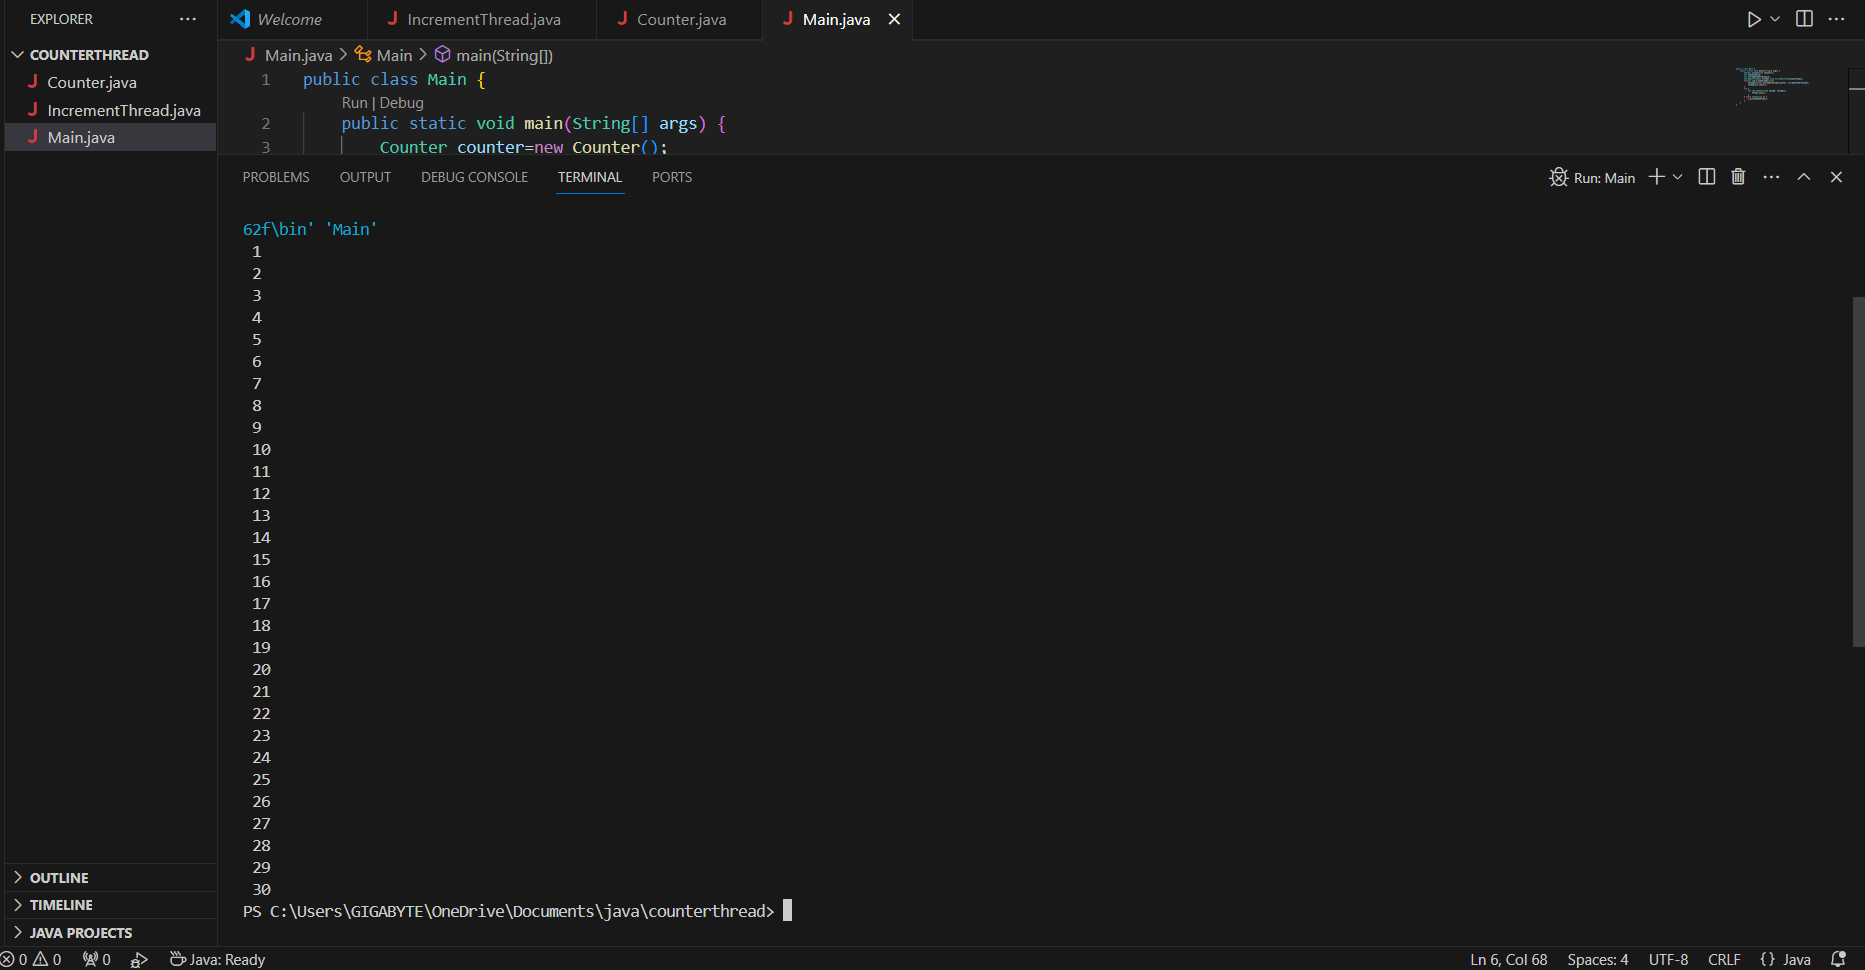 EXPLORER
COUNTERTHREAD
Counter.java
IncrementThread.java
Main.java
OUTLINE
TIMELINE
JAVA PROJECTS
Welcome
IncrementThread.java
Counter.java
Main.java
Main.java > Main > main(String[])
1 public class Main {
Run | Debug
2 public static void main(String[] args) {
3 Counter counter=new Counter();
PROBLEMS OUTPUT DEBUG CONSOLE TERMINAL PORTS
Run: Main
62f\bin' 'Main'
1
2
3
4
5
6
7
8
9
10
11
12
13
14
15
16
17
18
19
20
21
22
23
24
25
26
27
28
29
30
PS C:\Users\GIGABYTE\OneDrive\Documents\java\counterthread>
0 0 0 Java: Ready
Ln 6, Col 68 Spaces: 4 UTF-8 CRLF {} Java